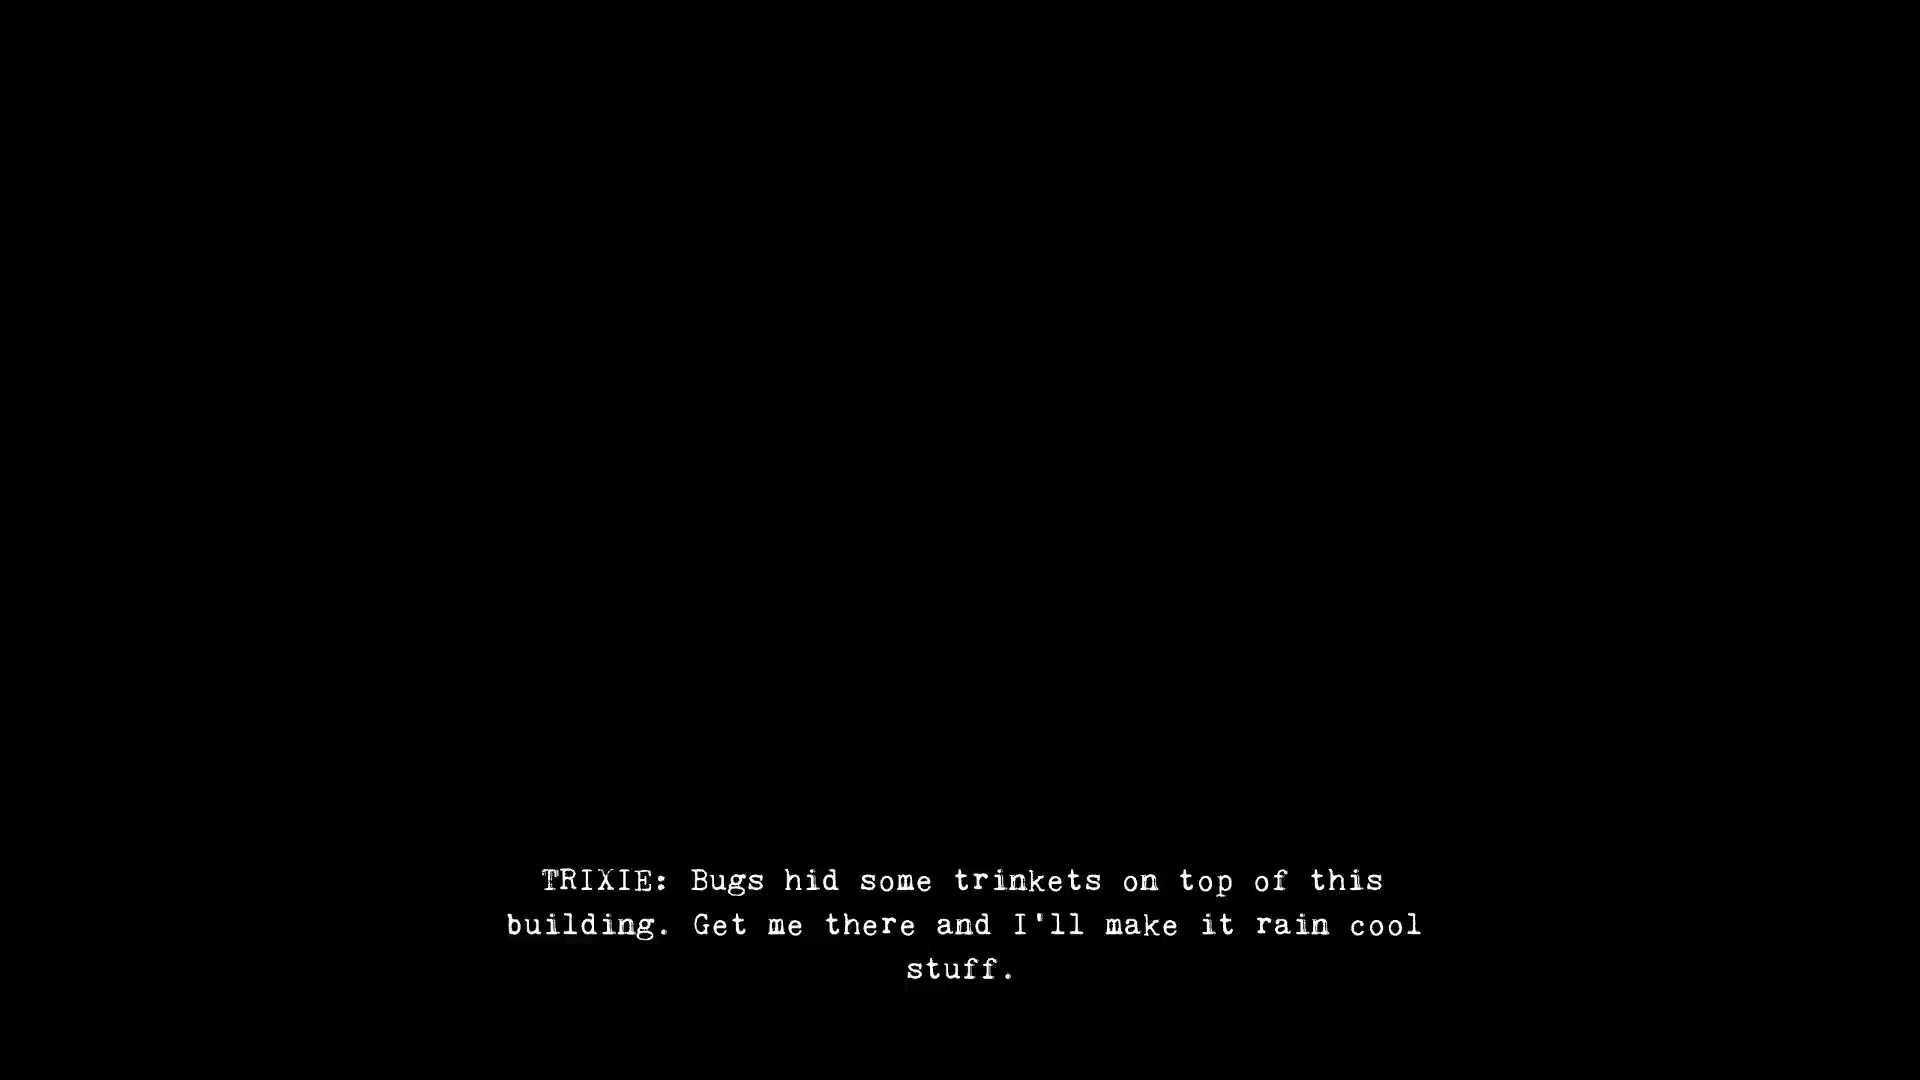 TRIXIE: Bugs hid some trinkets on top of this
building. Get me there and I'll make it rain cool
stuff.